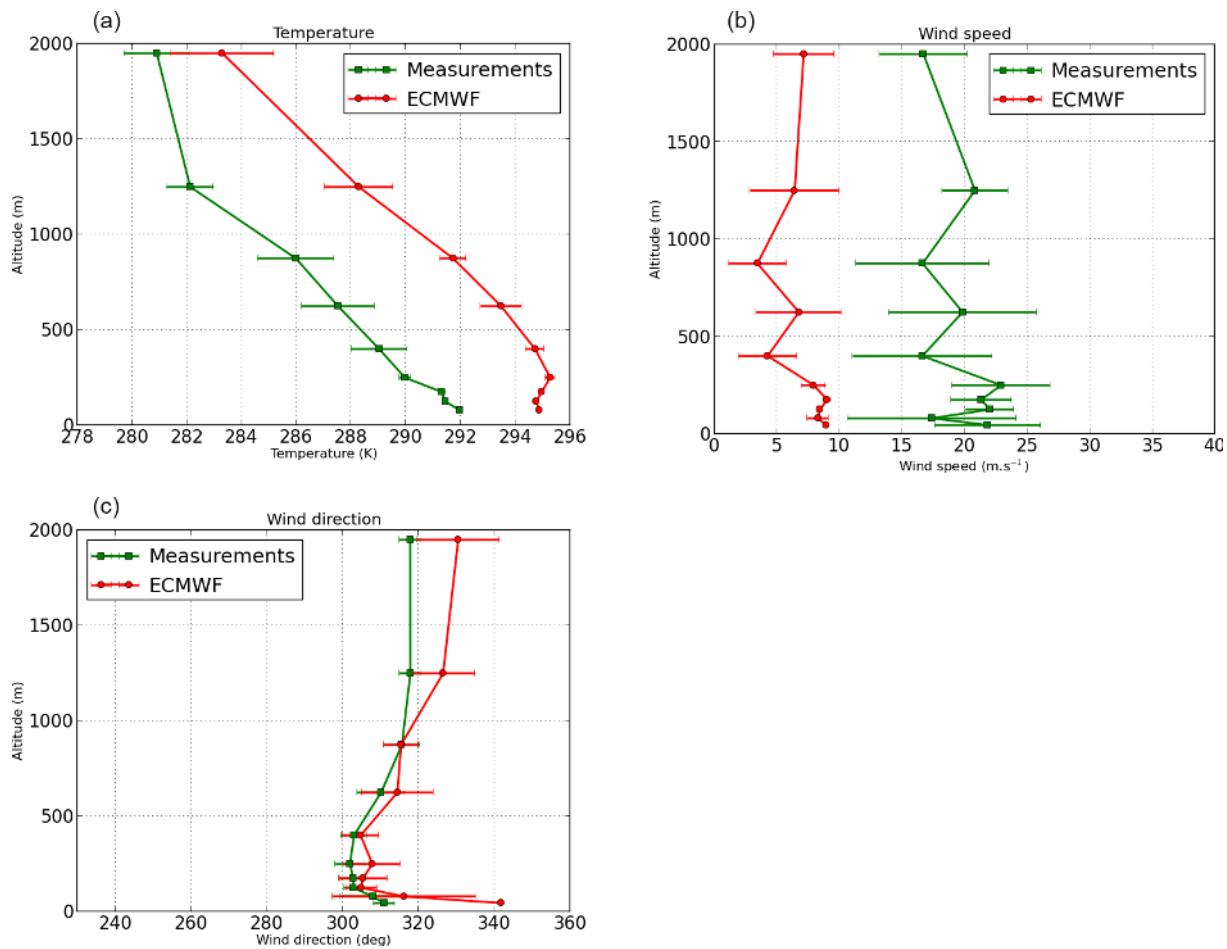 (a)
Temperature
2000
1500
1000
500
0
Altitude (m)
Measurements
ECMWF
278 280 282 284 286 288 290 292 294 296
Temperature (K)
(b)
Wind speed
2000
1500
1000
500
0
Altitude (m)
Measurements
ECMWF
0 5 10 15 20 25 30 35 40
Wind speed (m.s⁻¹)
(c)
Wind direction
2000
1500
1000
500
0
Altitude (m)
Measurements
ECMWF
240 260 280 300 320 340 360
Wind direction (deg)